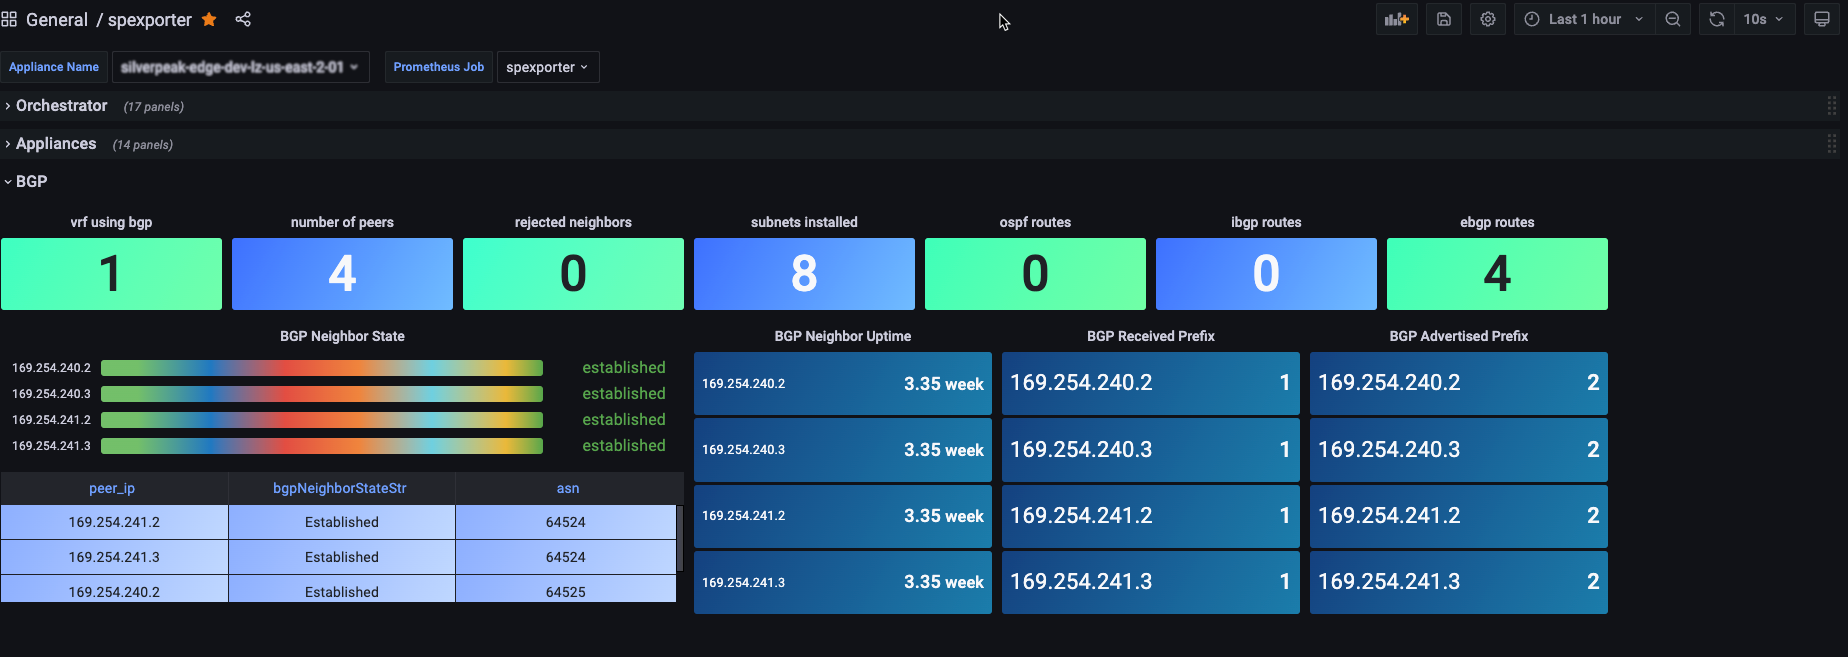 General / spexporter
Last 1 hour
10s
Appliance Name
silverpeak-edge-dev-lz-us-east-2-01
Prometheus Job
spexporter
Orchestrator (17 panels)
Appliances (14 panels)
BGP
vrf using bgp
1
number of peers
4
rejected neighbors
0
subnets installed
8
ospf routes
0
ibgp routes
0
ebgp routes
4
BGP Neighbor State
169.254.240.2 established
169.254.240.3 established
169.254.241.2 established
169.254.241.3 established
peer_ip bgpNeighborStateStr asn
169.254.241.2 Established 64524
169.254.241.3 Established 64524
169.254.240.2 Established 64525
BGP Neighbor Uptime
169.254.240.2 3.35 week
169.254.240.3 3.35 week
169.254.241.2 3.35 week
169.254.241.3 3.35 week
BGP Received Prefix
169.254.240.2 1
169.254.240.3 1
169.254.241.2 1
169.254.241.3 1
BGP Advertised Prefix
169.254.240.2 2
169.254.240.3 2
169.254.241.2 2
169.254.241.3 2